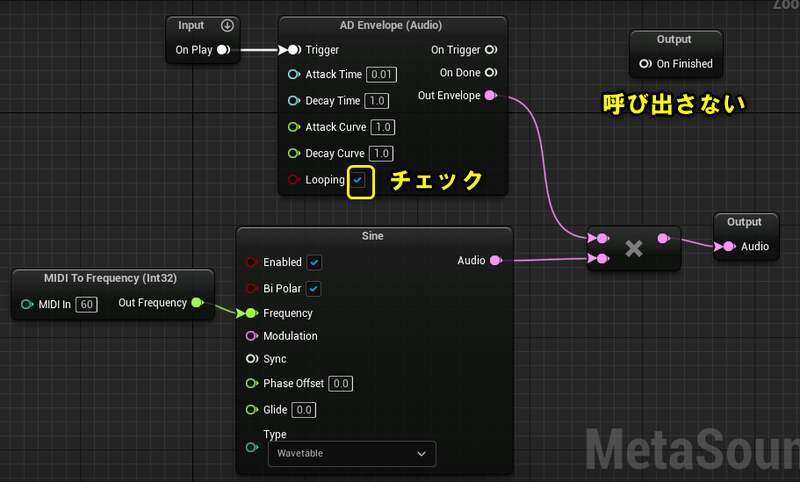 Zoo
Input
On Play
AD Envelope (Audio)
Trigger
On Trigger
Attack Time 0.01
On Done
Decay Time 1.0
Out Envelope
Attack Curve 1.0
Decay Curve 1.0
Looping
チェック
Output
On Finished
呼び出さない
Sine
Enabled
Audio
Bi Polar
Frequency
Modulation
Sync
Phase Offset 0.0
Glide 0.0
Type
Wavetable
MIDI To Frequency (Int32)
MIDI In 60
Out Frequency
×
Output
Audio
MetaSoun